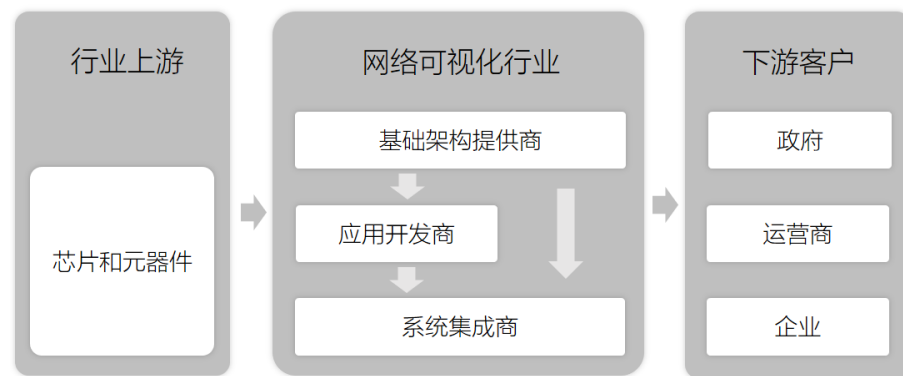 行业上游
芯片和元器件
网络可视化行业
基础架构提供商
应用开发商
系统集成商
下游客户
政府
运营商
企业